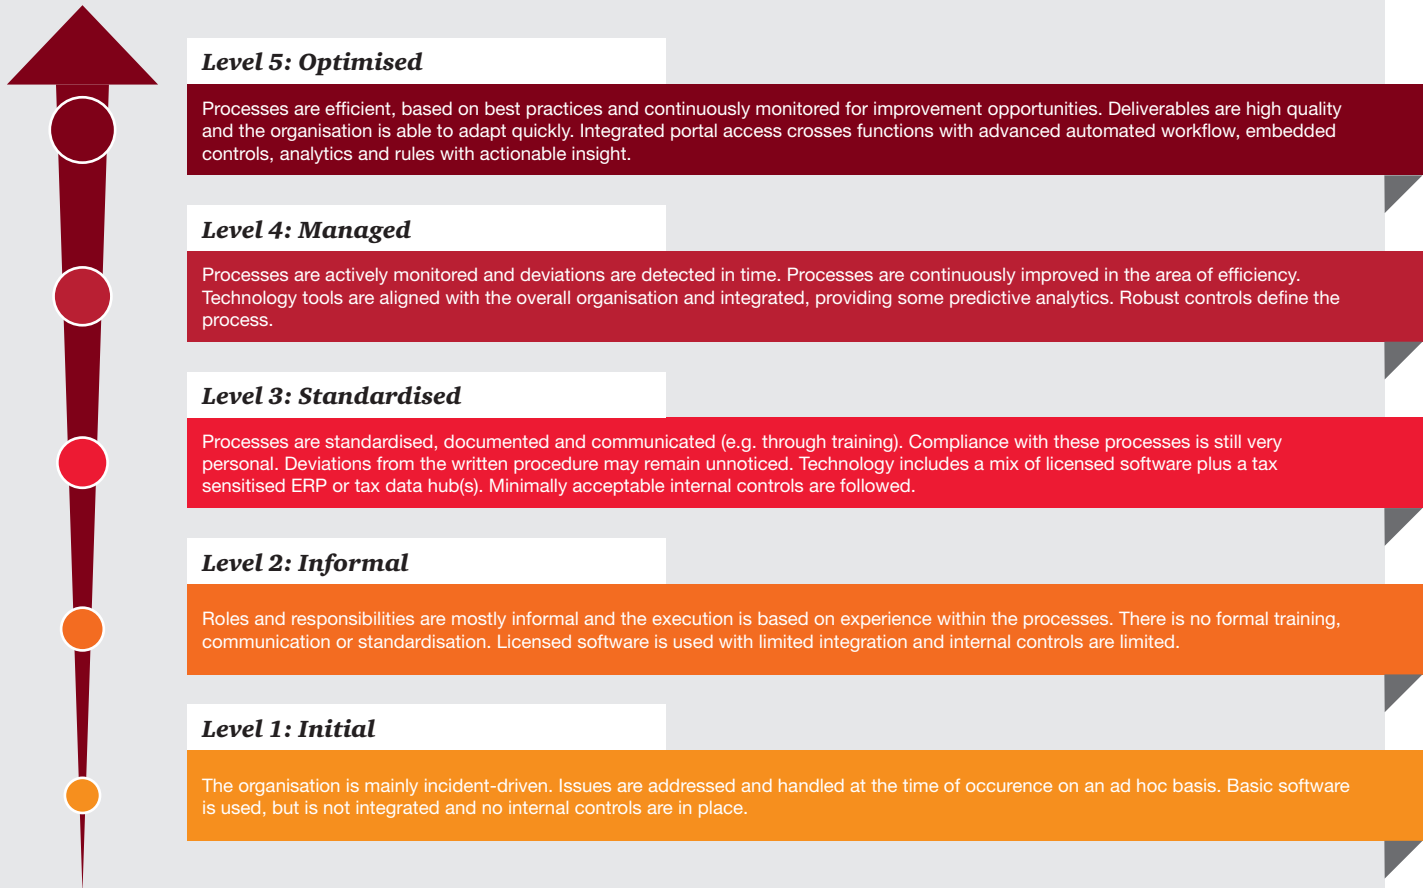 Level 5: Optimised
Processes are efficient, based on best practices and continuously monitored for improvement opportunities. Deliverables are high quality
and the organisation is able to adapt quickly. Integrated portal access crosses functions with advanced automated workflow, embedded
controls, analytics and rules with actionable insight.
Level 4: Managed
Processes are actively monitored and deviations are detected in time. Processes are continuously improved in the area of efficiency.
Technology tools are aligned with the overall organisation and integrated, providing some predictive analytics. Robust controls define the
process.
Level 3: Standardised
Processes are standardised, documented and communicated (e.g. through training). Compliance with these processes is still very
personal. Deviations from the written procedure may remain unnoticed. Technology includes a mix of licensed software plus a tax
sensitised ERP or tax data hub(s). Minimally acceptable internal controls are followed.
Level 2: Informal
Roles and responsibilities are mostly informal and the execution is based on experience within the processes. There is no formal training,
communication or standardisation. Licensed software is used with limited integration and internal controls are limited.
Level 1: Initial
The organisation is mainly incident-driven. Issues are addressed and handled at the time of occurence on an ad hoc basis. Basic software
is used, but is not integrated and no internal controls are in place.